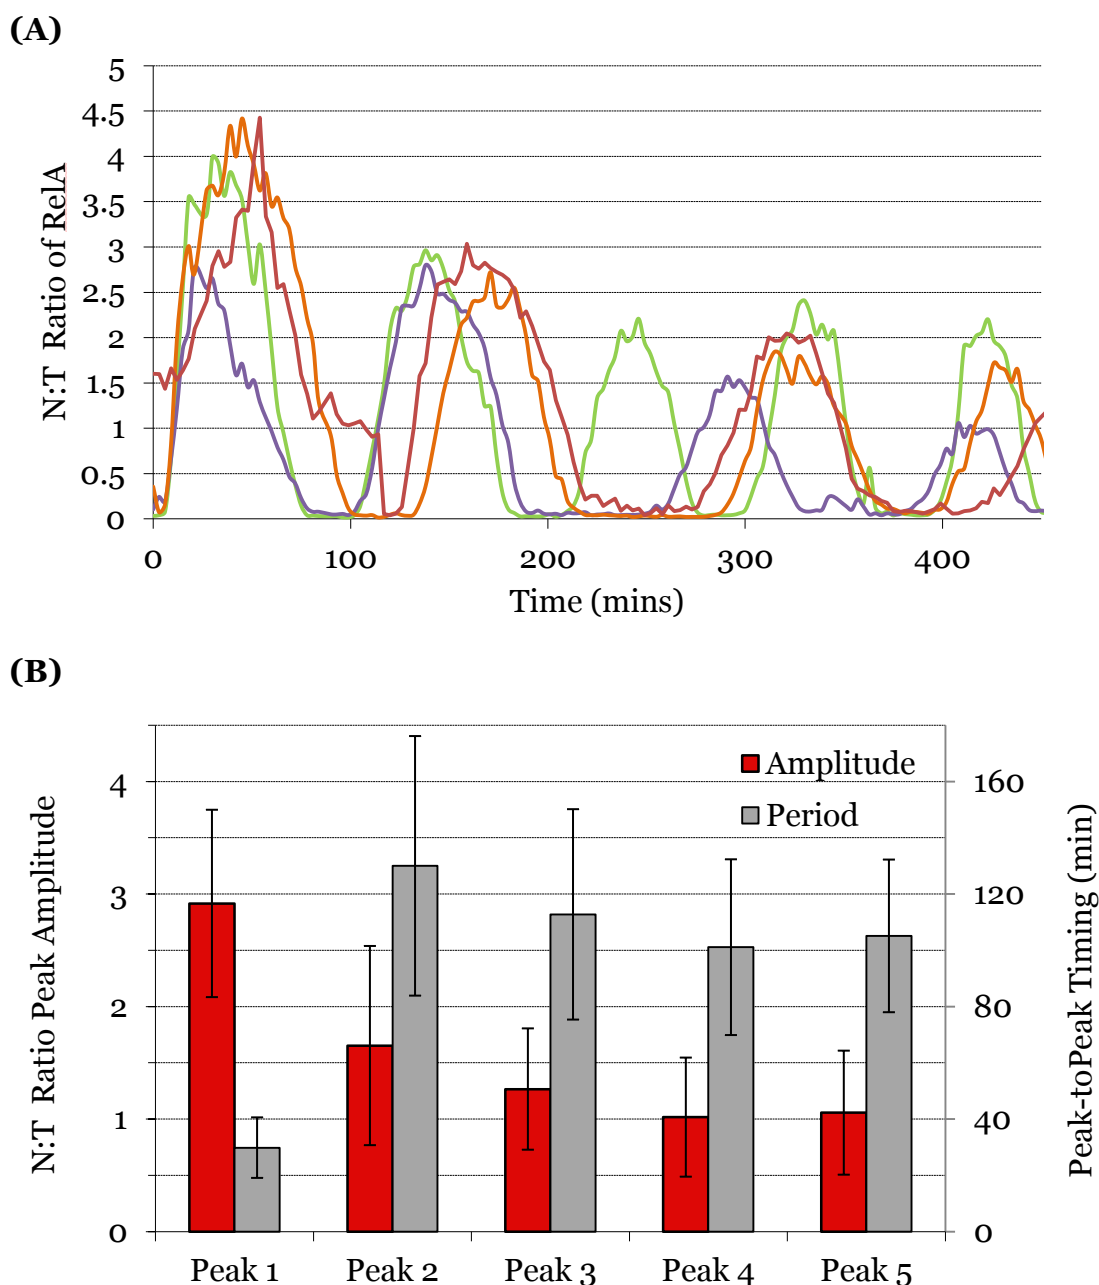 (A)
N:T Ratio of RelA
5
4.5
4
3.5
3
2.5
2
1.5
1
0.5
0
0 100 200 300 400
Time (mins)
(B)
N:T Ratio Peak Amplitude
4
3
2
1
0
Amplitude
Period
160
120
80
40
0
Peak-toPeak Timing (min)
Peak 1 Peak 2 Peak 3 Peak 4 Peak 5